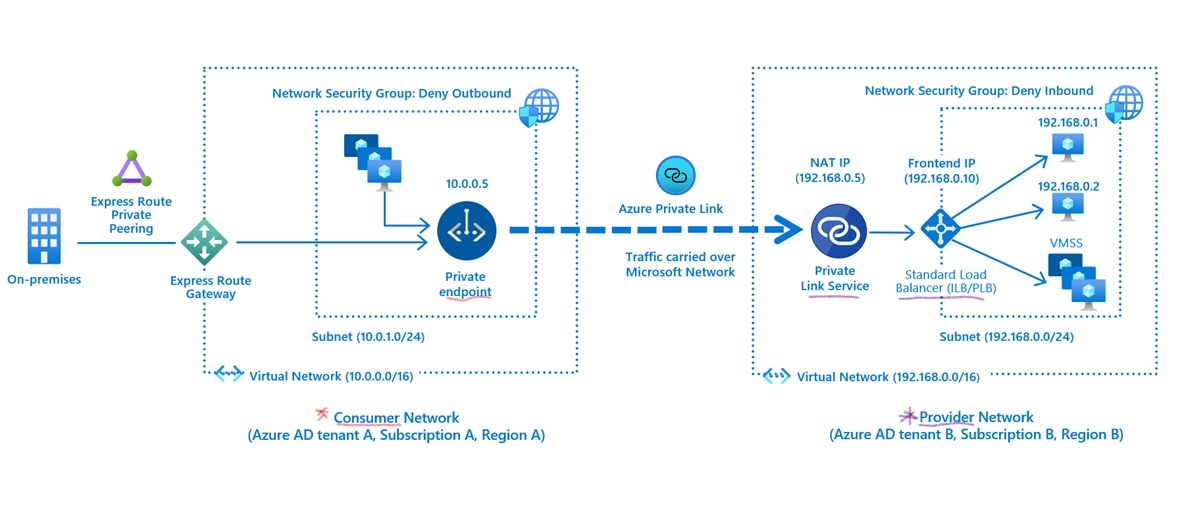 Network Security Group: Deny Outbound
10.0.0.5
Express Route
Private
Peering
On-premises
Express Route
Gateway
Private
endpoint
Subnet (10.0.1.0/24)
Virtual Network (10.0.0.0/16)
Consumer Network
(Azure AD tenant A, Subscription A, Region A)
Azure Private Link
Traffic carried over
Microsoft Network
Network Security Group: Deny Inbound
192.168.0.1
NAT IP
(192.168.0.5)
Frontend IP
(192.168.0.10)
192.168.0.2
VMSS
Private
Link Service
Standard Load
Balancer (ILB/PLB)
Subnet (192.168.0.0/24)
Virtual Network (192.168.0.0/16)
Provider Network
(Azure AD tenant B, Subscription B, Region B)